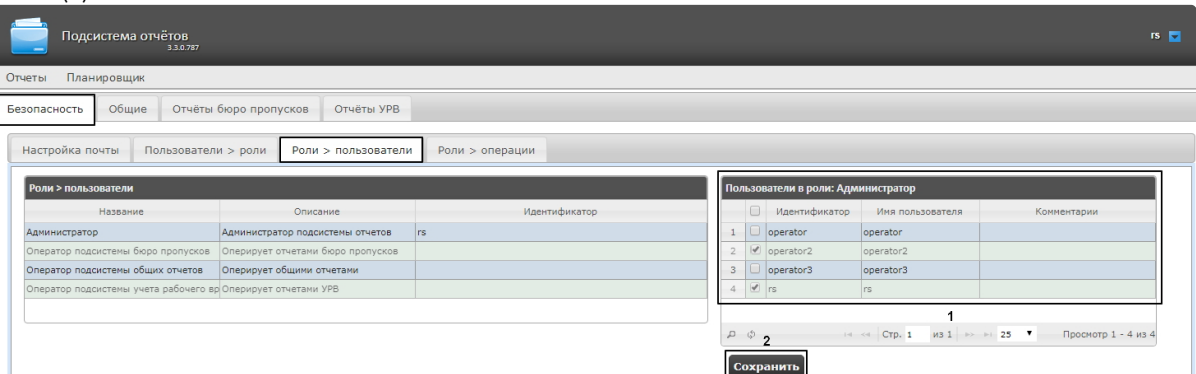 Подсистема отчётов
3.3.0.787
rs
Отчеты Планировщик
Безопасность Общие Отчёты бюро пропусков Отчёты УРВ
Настройка почты Пользователи > роли Роли > пользователи Роли > операции
Роли > пользователи
Название Описание Идентификатор
Администратор Администратор подсистемы отчетов rs
Оператор подсистемы бюро пропусков Оперирует отчетами бюро пропусков
Оператор подсистемы общих отчетов Оперирует общими отчетами
Оператор подсистемы учета рабочего вр Оперирует отчетами УРВ
Пользователи в роли: Администратор
Идентификатор Имя пользователя Комментарии
1 operator operator
2 operator2 operator2
3 operator3 operator3
4 rs rs
1
Стр. 1 из 1 25 Просмотр 1 - 4 из 4
2
Сохранить